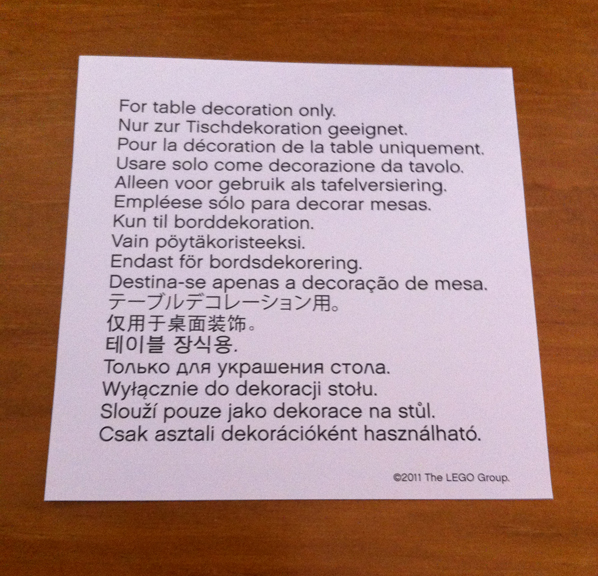 For table decoration only.
Nur zur Tischdekoration geeignet.
Pour la décoration de la table uniquement.
Usare solo come decorazione da tavolo.
Alleen voor gebruik als tafelversiering.
Empléese sólo para decorar mesas.
Kun til borddekoration.
Vain pöytäkoristeeksi.
Endast för bordsdekorering.
Destina-se apenas a decoração de mesa.
テーブルデコレーション用。
仅用于桌面装饰。
테이블 장식용.
Только для украшения стола.
Wyłącznie do dekoracji stołu.
Slouží pouze jako dekorace na stůl.
Csak asztali dekorációként használható.
©2011 The LEGO Group.